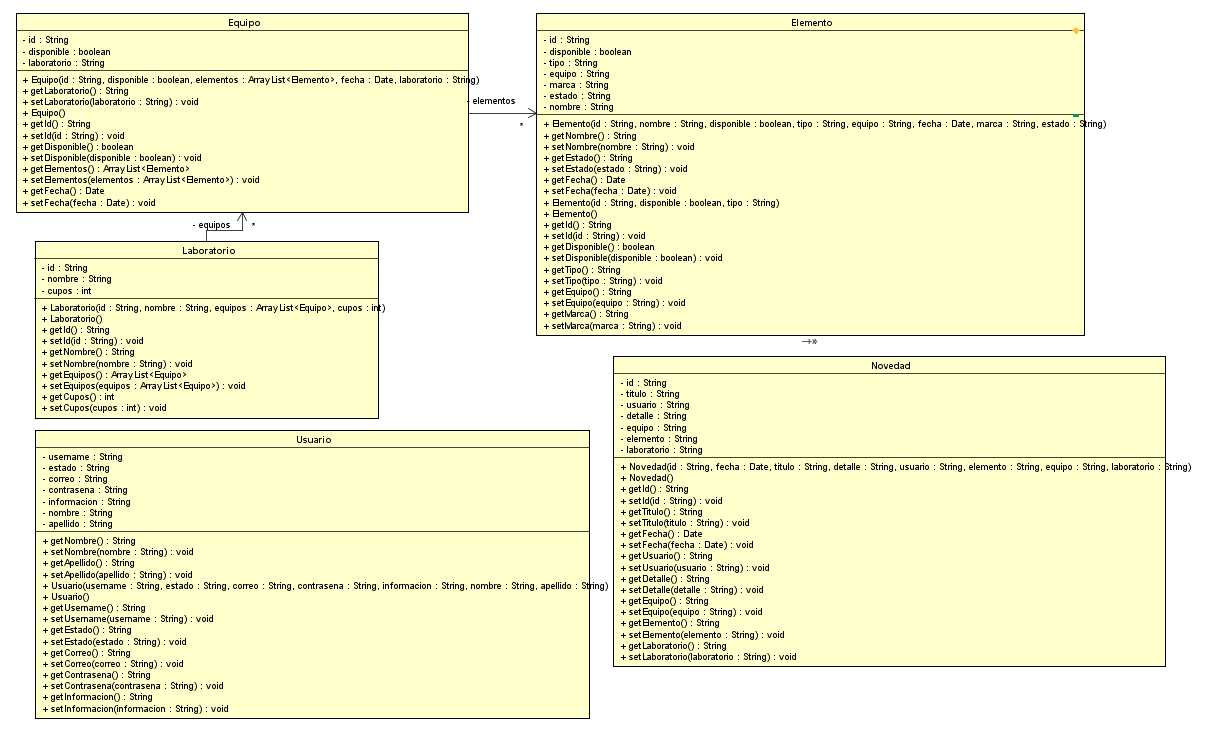 Equipo
- id : String
- disponible : boolean
- laboratorio : String
+ Equipo(id : String, disponible : boolean, elementos : ArrayList<Elemento>, fecha : Date, laboratorio : String)
+ getLaboratorio() : String
+ setLaboratorio(laboratorio : String) : void
+ Equipo()
+ getId() : String
+ setId(id : String) : void
+ getDisponible() : boolean
+ setDisponible(disponible : boolean) : void
+ getElementos() : ArrayList<Elemento>
+ setElementos(elementos : ArrayList<Elemento>) : void
+ getFecha() : Date
+ setFecha(fecha : Date) : void
- elementos
*
Elemento
- id : String
- disponible : boolean
- tipo : String
- equipo : String
- marca : String
- estado : String
- nombre : String
+ Elemento(id : String, nombre : String, disponible : boolean, tipo : String, equipo : String, fecha : Date, marca : String, estado : String)
+ getNombre() : String
+ setNombre(nombre : String) : void
+ getEstado() : String
+ setEstado(estado : String) : void
+ getFecha() : Date
+ setFecha(fecha : Date) : void
+ Elemento(id : String, disponible : boolean, tipo : String)
+ Elemento()
+ getId() : String
+ setId(id : String) : void
+ getDisponible() : boolean
+ setDisponible(disponible : boolean) : void
+ getTipo() : String
+ setTipo(tipo : String) : void
+ getEquipo() : String
+ setEquipo(equipo : String) : void
+ getMarca() : String
+ setMarca(marca : String) : void
- equipos
*
Laboratorio
- id : String
- nombre : String
- cupos : int
+ Laboratorio(id : String, nombre : String, equipos : ArrayList<Equipo>, cupos : int)
+ Laboratorio()
+ getId() : String
+ setId(id : String) : void
+ getNombre() : String
+ setNombre(nombre : String) : void
+ getEquipos() : ArrayList<Equipo>
+ setEquipos(equipos : ArrayList<Equipo>) : void
+ getCupos() : int
+ setCupos(cupos : int) : void
Novedad
- id : String
- titulo : String
- usuario : String
- detalle : String
- equipo : String
- elemento : String
- laboratorio : String
+ Novedad(id : String, fecha : Date, titulo : String, detalle : String, usuario : String, elemento : String, equipo : String, laboratorio : String)
+ Novedad()
+ getId() : String
+ setId(id : String) : void
+ getTitulo() : String
+ setTitulo(titulo : String) : void
+ getFecha() : Date
+ setFecha(fecha : Date) : void
+ getUsuario() : String
+ setUsuario(usuario : String) : void
+ getDetalle() : String
+ setDetalle(detalle : String) : void
+ getEquipo() : String
+ setEquipo(equipo : String) : void
+ getElemento() : String
+ setElemento(elemento : String) : void
+ getLaboratorio() : String
+ setLaboratorio(laboratorio : String) : void
Usuario
- username : String
- estado : String
- correo : String
- contrasena : String
- informacion : String
- nombre : String
- apellido : String
+ getNombre() : String
+ setNombre(nombre : String) : void
+ getApellido() : String
+ setApellido(apellido : String) : void
+ Usuario(username : String, estado : String, correo : String, contrasena : String, informacion : String, nombre : String, apellido : String)
+ Usuario()
+ getUsername() : String
+ setUsername(username : String) : void
+ getEstado() : String
+ setEstado(estado : String) : void
+ getCorreo() : String
+ setCorreo(correo : String) : void
+ getContrasena() : String
+ setContrasena(contrasena : String) : void
+ getInformacion() : String
+ setInformacion(informacion : String) : void